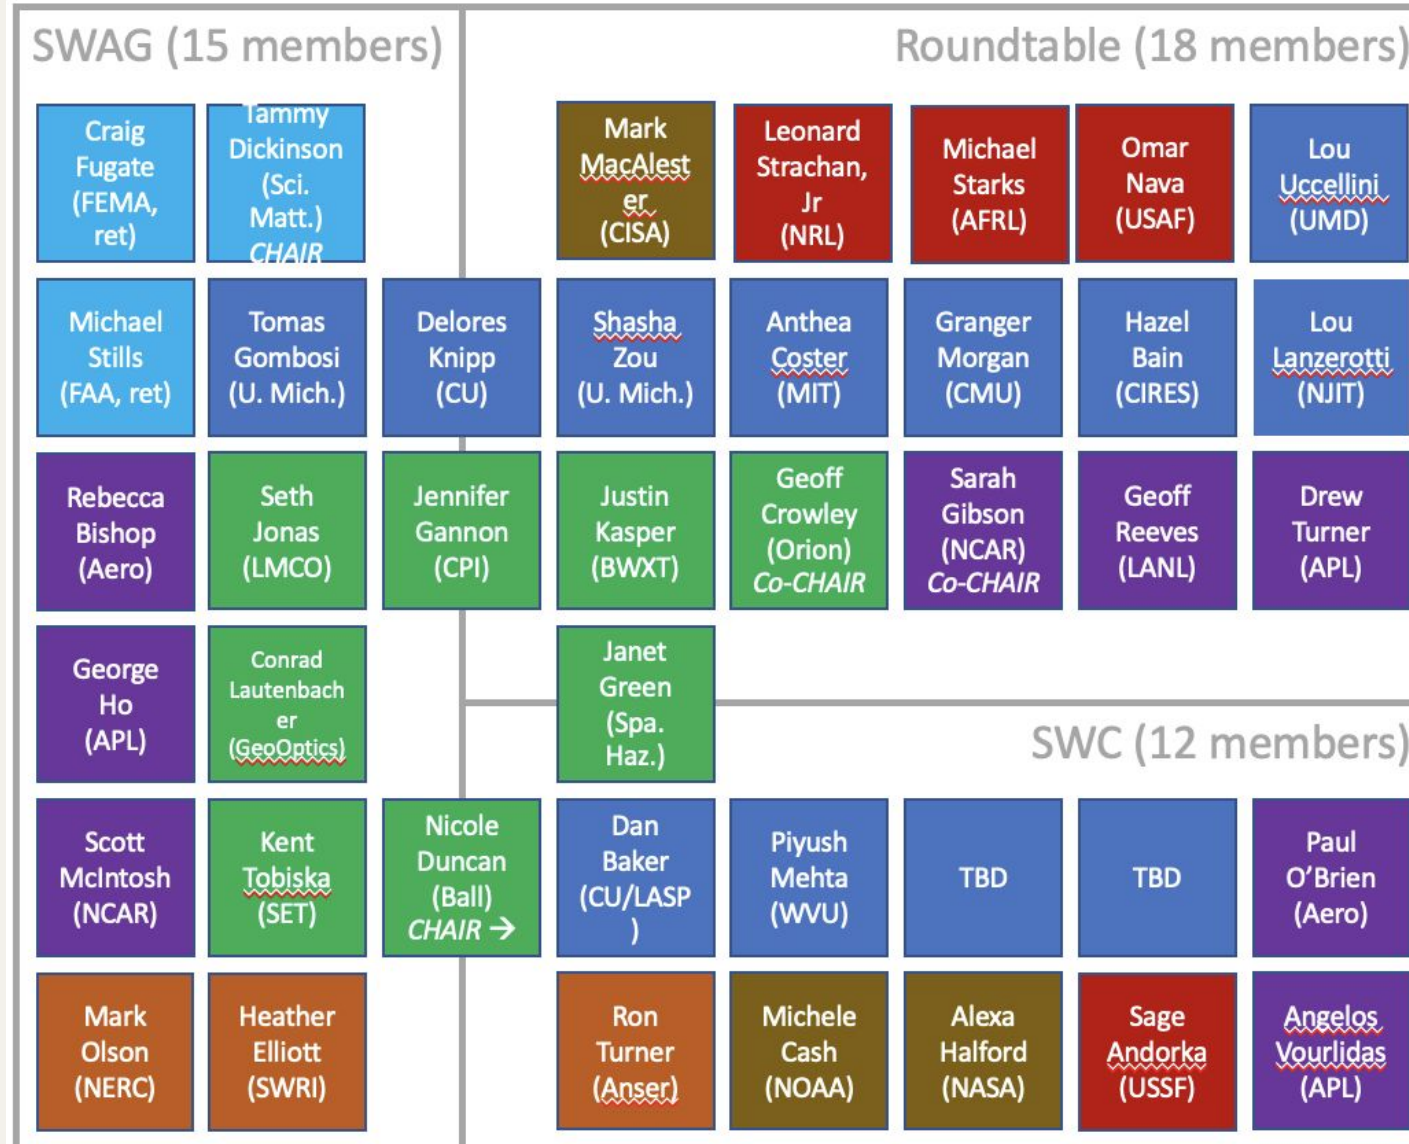 SWAG (15 members)
Roundtable (18 members)
Craig
Fugate
(FEMA,
ret)
Tammy
Dickinson
(Sci.
Matt.)
CHAIR
Mark
MacAlest
er
(CISA)
Leonard
Strachan,
Jr
(NRL)
Michael
Starks
(AFRL)
Omar
Nava
(USAF)
Lou
Uccellini
(UMD)
Michael
Stills
(FAA, ret)
Tomas
Gombosi
(U. Mich.)
Delores
Knipp
(CU)
Shasha
Zou
(U. Mich.)
Anthea
Coster
(MIT)
Granger
Morgan
(CMU)
Hazel
Bain
(CIRES)
Lou
Lanzerotti
(NJIT)
Rebecca
Bishop
(Aero)
Seth
Jonas
(LMCO)
Jennifer
Gannon
(CPI)
Justin
Kasper
(BWXT)
Geoff
Crowley
(Orion)
Co-CHAIR
Sarah
Gibson
(NCAR)
Co-CHAIR
Geoff
Reeves
(LANL)
Drew
Turner
(APL)
George
Ho
(APL)
Conrad
Lautenbach
er
(GeoOptics)
Janet
Green
(Spa.
Haz.)
SWC (12 members)
Scott
McIntosh
(NCAR)
Kent
Tobiska
(SET)
Nicole
Duncan
(Ball)
CHAIR →
Dan
Baker
(CU/LASP
)
Piyush
Mehta
(WVU)
TBD
TBD
Paul
O’Brien
(Aero)
Mark
Olson
(NERC)
Heather
Elliott
(SWRI)
Ron
Turner
(Anser)
Michele
Cash
(NOAA)
Alexa
Halford
(NASA)
Sage
Andorka
(USSF)
Angelos
Vourlidas
(APL)